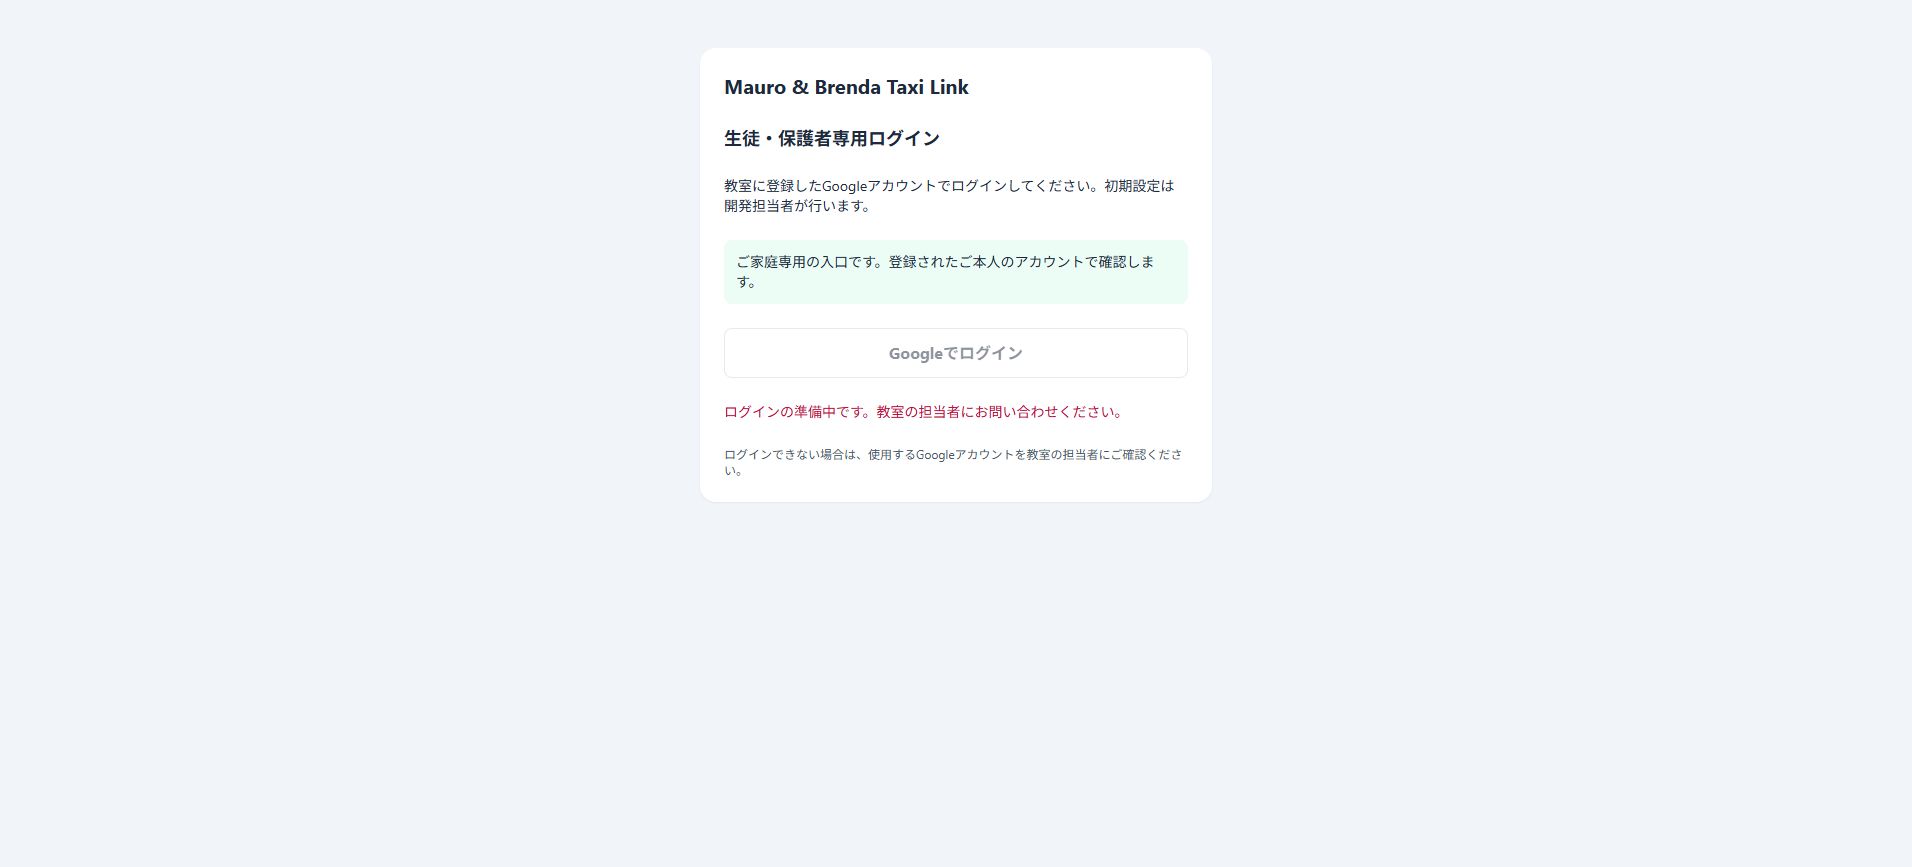 Mauro & Brenda Taxi Link
生徒・保護者専用ログイン
教室に登録したGoogleアカウントでログインしてください。初期設定は
開発担当者が行います。
ご家庭専用の入口です。登録されたご本人のアカウントで確認しま
す。
Googleでログイン
ログインの準備中です。教室の担当者にお問い合わせください。
ログインできない場合は、使用するGoogleアカウントを教室の担当者にご確認くださ
い。